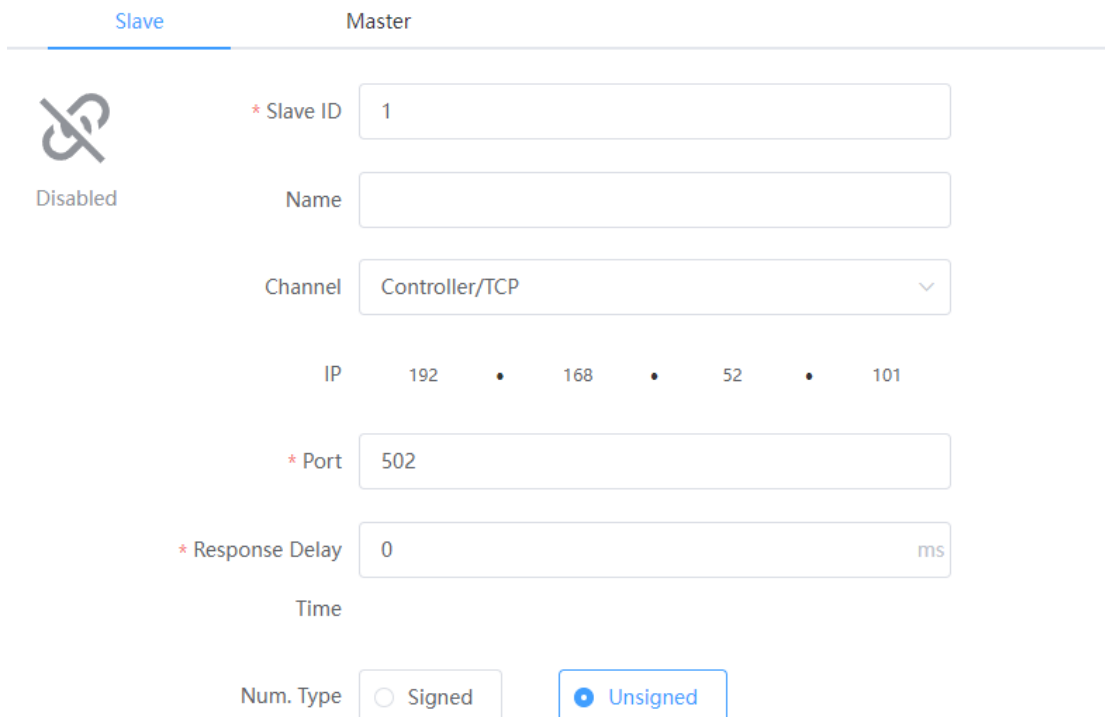 Slave Master
* Slave ID 1
Disabled
Name
Channel Controller/TCP
IP 192 • 168 • 52 • 101
* Port 502
* Response Delay 0 ms
Time
Num. Type Signed Unsigned